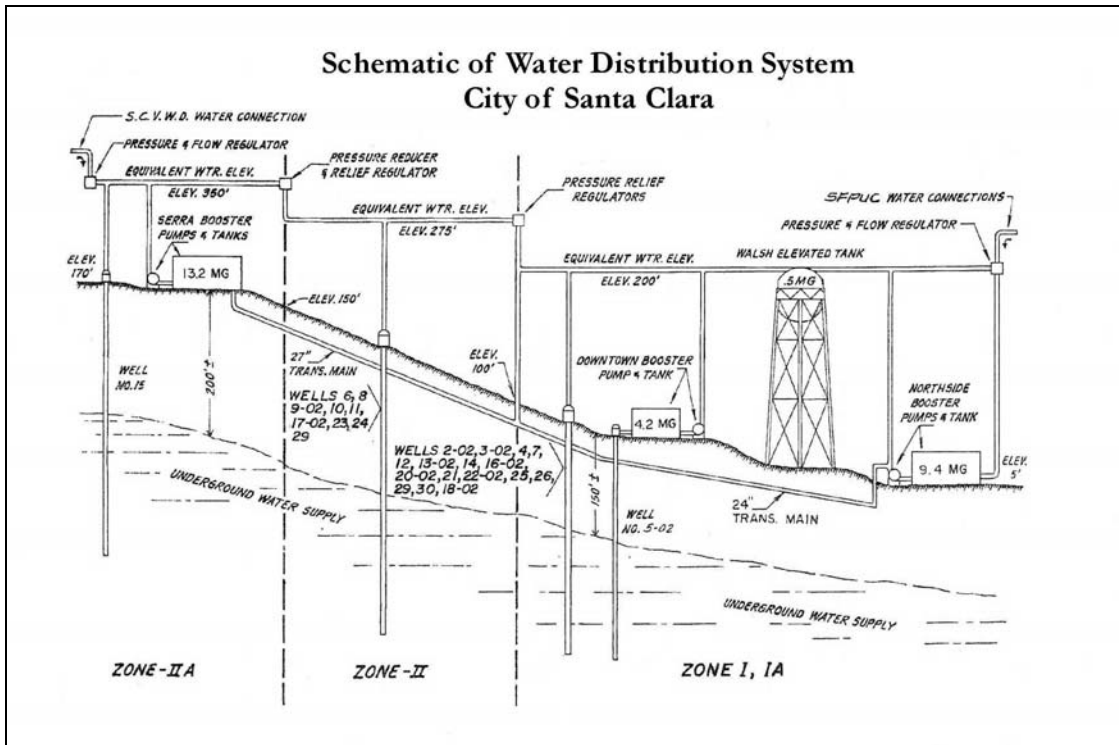 Schematic of Water Distribution System
City of Santa Clara
S.C.V.W.D. WATER CONNECTION
PRESSURE & FLOW REGULATOR
EQUIVALENT WTR. ELEV.
ELEV. 360'
PRESSURE REDUCER
& RELIEF REGULATOR
SERRA BOOSTER
PUMPS & TANKS
ELEV.
170'
13.2 MG
EQUIVALENT WTR. ELEV.
ELEV. 275'
PRESSURE RELIEF
REGULATORS
SFPUC WATER CONNECTIONS
PRESSURE & FLOW REGULATOR
EQUIVALENT WTR. ELEV.
ELEV. 200'
WALSH ELEVATED TANK
.5MG
ELEV. 150'
27"
TRANS. MAIN
WELL
NO. 15
200' ±
ELEV.
100'
DOWNTOWN BOOSTER
PUMP & TANK
4.2 MG
NORTHSIDE
BOOSTER
PUMPS & TANK
9.4 MG
ELEV.
5'
WELLS 6, 8
9-02, 10, 11,
17-02, 23, 24
29
WELLS 2-02, 3-02, 4, 7,
12, 13-02, 14, 16-02,
20-02, 21, 22-02, 25, 26,
29, 30, 18-02
150' ±
WELL
NO. 5-02
24"
TRANS. MAIN
UNDERGROUND WATER SUPPLY
UNDERGROUND WATER SUPPLY
ZONE-IIA
ZONE-II
ZONE I, IA